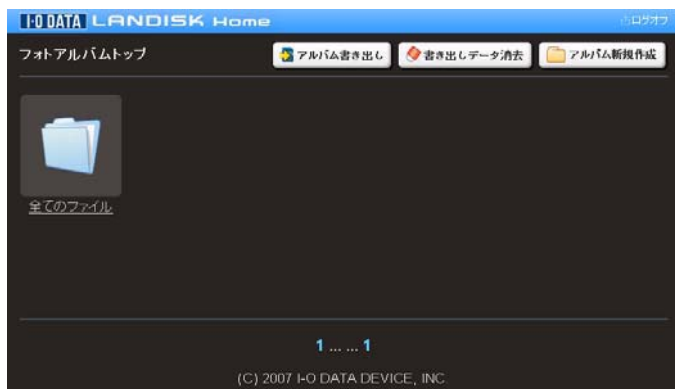 I-O DATA LANDISK Home
ログオフ
フォトアルバムトップ
アルバム書き出し
書き出しデータ消去
アルバム新規作成
全てのファイル
1 ... ... 1
(C) 2007 I-O DATA DEVICE, INC.